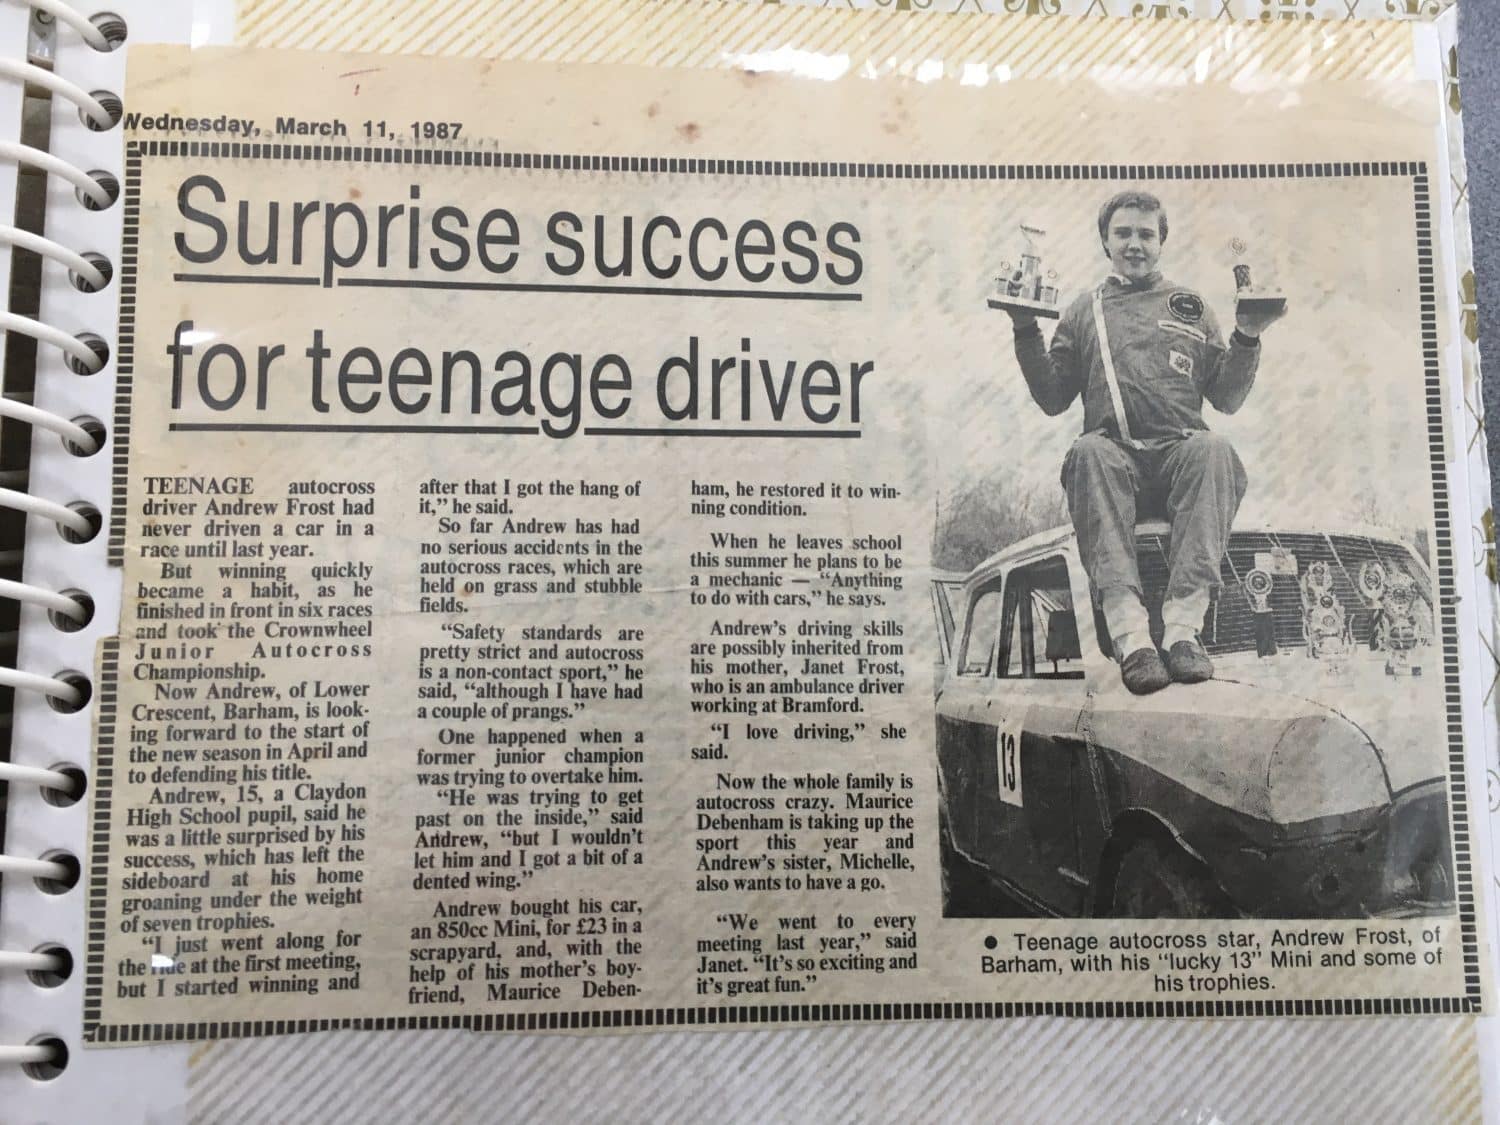 Wednesday, March 11, 1987
Surprise success
for teenage driver
TEENAGE autocross
driver Andrew Frost had
never driven a car in a
race until last year.
But winning quickly
became a habit, as he
finished in front in six races
and took the Crownwheel
Junior Autocross
Championship.
Now Andrew, of Lower
Crescent, Barham, is look-
ing forward to the start of
the new season in April and
to defending his title.
Andrew, 15, a Claydon
High School pupil, said he
was a little surprised by his
success, which has left the
sideboard at his home
groaning under the weight
of seven trophies.
"I just went along for
the ride at the first meeting,
but I started winning and
after that I got the hang of
it," he said.
So far Andrew has had
no serious accidents in the
autocross races, which are
held on grass and stubble
fields.
"Safety standards are
pretty strict and autocross
is a non-contact sport," he
said, "although I have had
a couple of prangs."
One happened when a
former junior champion
was trying to overtake him.
"He was trying to get
past on the inside," said
Andrew, "but I wouldn't
let him and I got a bit of a
dented wing."
Andrew bought his car,
an 850cc Mini, for £23 in a
scrapyard, and, with the
help of his mother's boy-
friend, Maurice Deben-
ham, he restored it to win-
ning condition.
When he leaves school
this summer he plans to be
a mechanic — "Anything
to do with cars," he says.
Andrew's driving skills
are possibly inherited from
his mother, Janet Frost,
who is an ambulance driver
working at Bramford.
"I love driving," she
said.
Now the whole family is
autocross crazy. Maurice
Debenham is taking up the
sport this year and
Andrew's sister, Michelle,
also wants to have a go.
"We went to every
meeting last year," said
Janet. "It's so exciting and
it's great fun."
13
● Teenage autocross star, Andrew Frost, of
Barham, with his "lucky 13" Mini and some of
his trophies.